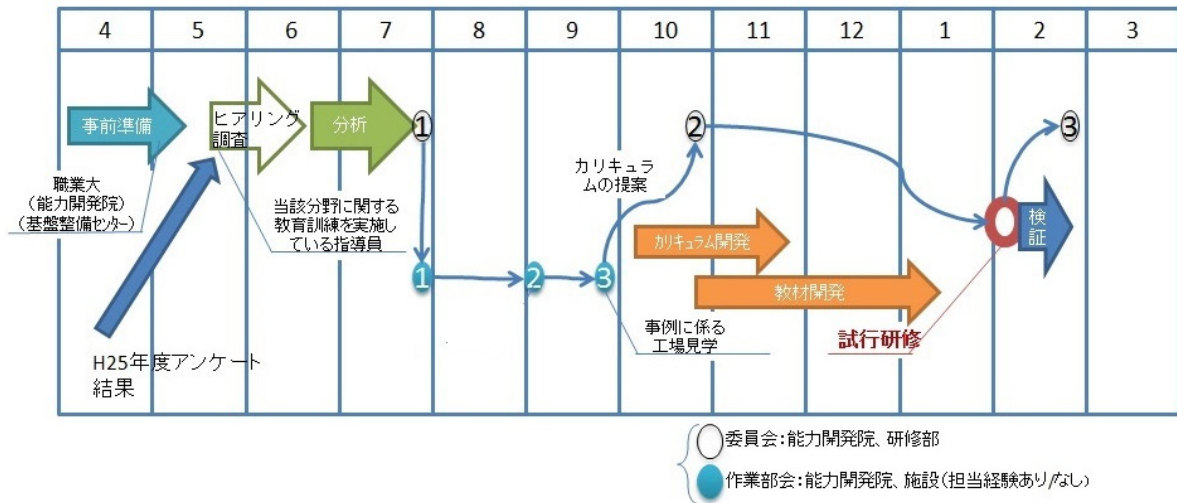 4 5 6 7 8 9 10 11 12 1 2 3
事前準備
ヒアリング
調査
分析
①
②
③
職業大
(能力開発院)
(基盤整備センター)
当該分野に関する
教育訓練を実施し
ている指導員
カリキュラ
ムの提案
検
証
カリキュラム開発
1
2
3
教材開発
事例に係る
工場見学
試行研修
H25年度アンケート
結果
委員会:能力開発院、研修部
作業部会:能力開発院、施設(担当経験あり/なし)